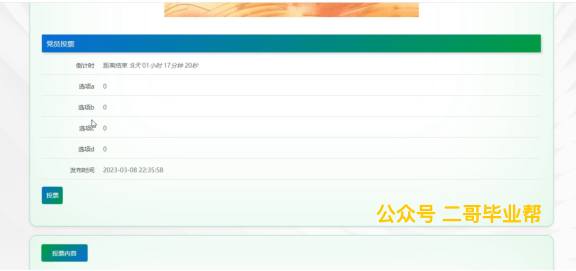 党员投票
倒计时 距离结束 8天 01小时 17分钟 20秒
选项a 0
选项b 0
选项c 0
选项d 0
发布时间 2023-03-08 22:35:58
投票
公众号 二哥毕业帮
投票内容